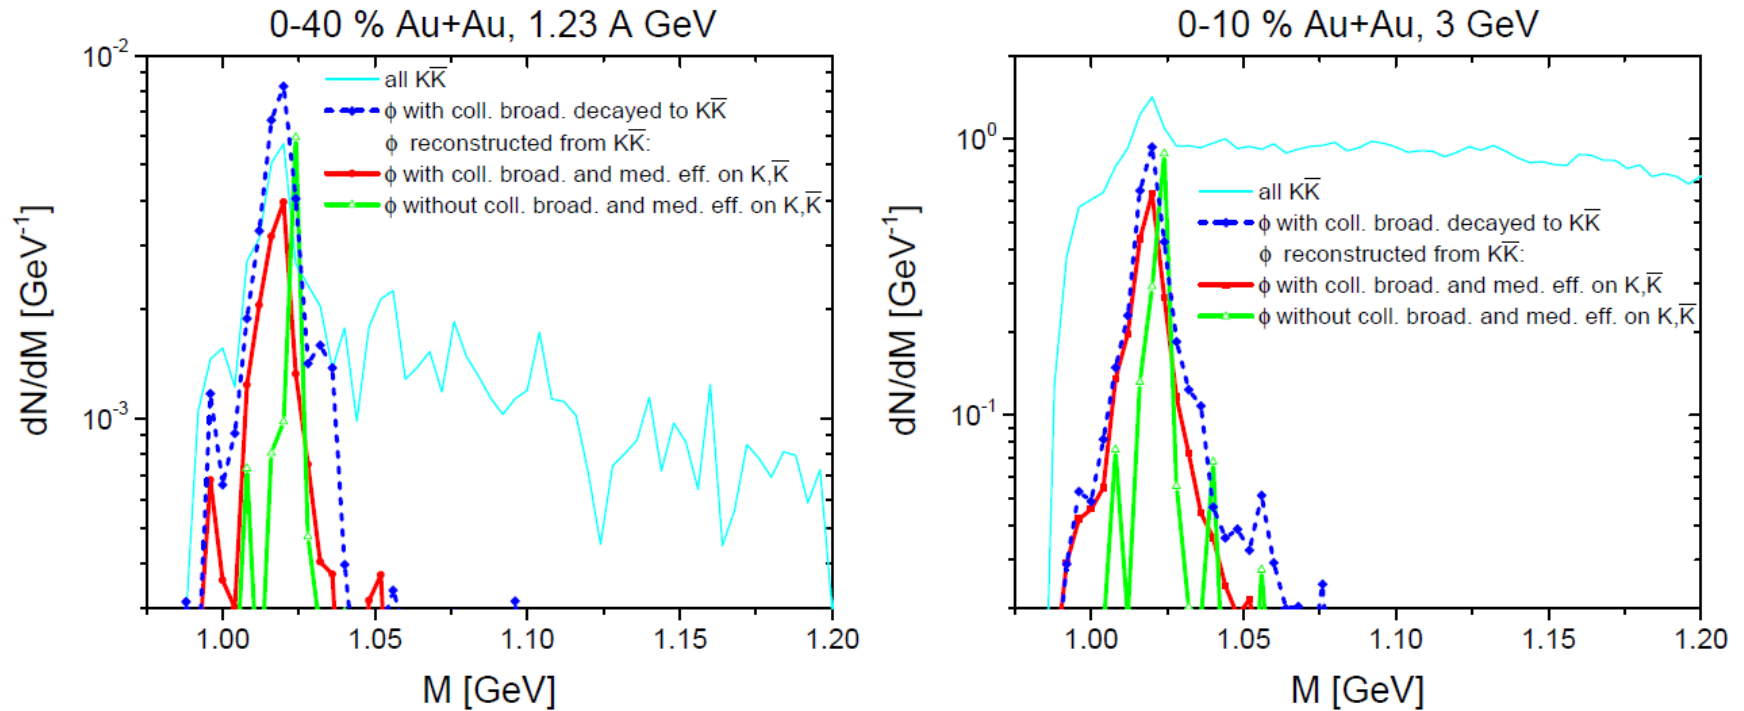 0-40 % Au+Au, 1.23 A GeV
10⁻²
all KK̅
ϕ with coll. broad. decayed to KK̅
ϕ reconstructed from KK̅:
ϕ with coll. broad. and med. eff. on K,K̅
ϕ without coll. broad. and med. eff. on K,K̅
dN/dM [GeV⁻¹]
10⁻³
1.00 1.05 1.10 1.15 1.20
M [GeV]
0-10 % Au+Au, 3 GeV
10⁰
all KK̅
ϕ with coll. broad. decayed to KK̅
ϕ reconstructed from KK̅:
ϕ with coll. broad. and med. eff. on K,K̅
ϕ without coll. broad. and med. eff. on K,K̅
dN/dM [GeV⁻¹]
10⁻¹
1.00 1.05 1.10 1.15 1.20
M [GeV]